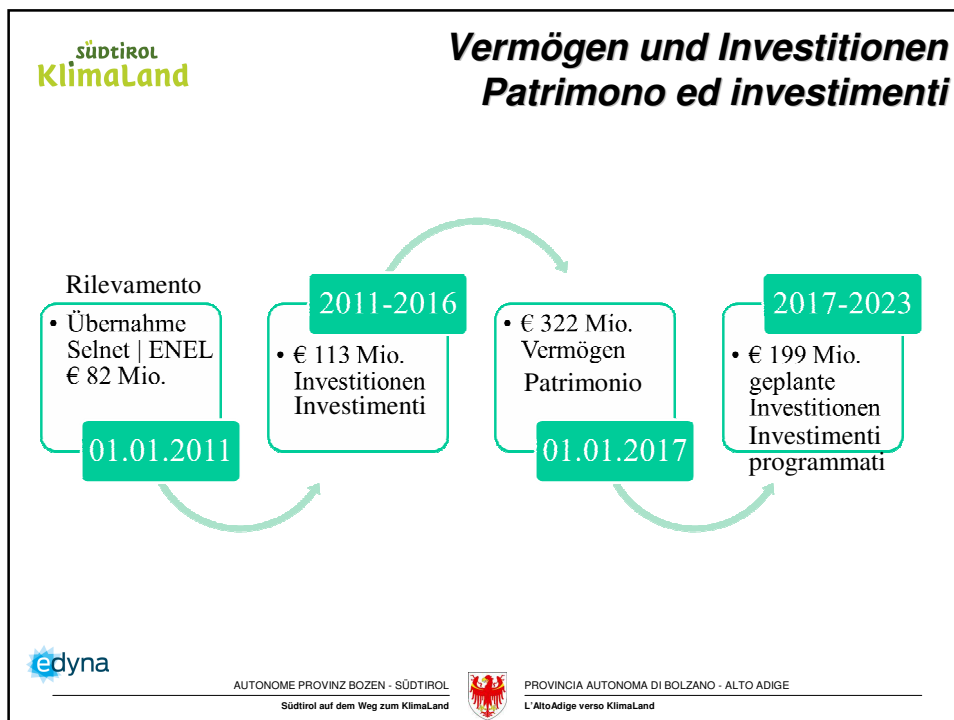 SÜDTIROL
KlimaLand
Vermögen und Investitionen
Patrimono ed investimenti
Rilevamento
• Übernahme
Selnet | ENEL
€ 82 Mio.
01.01.2011
2011-2016
• € 113 Mio.
Investitionen
Investimenti
• € 322 Mio.
Vermögen
Patrimonio
01.01.2017
2017-2023
• € 199 Mio.
geplante
Investitionen
Investimenti
programmati
edyna
AUTONOME PROVINZ BOZEN - SÜDTIROL
Südtirol auf dem Weg zum KlimaLand
PROVINCIA AUTONOMA DI BOLZANO - ALTO ADIGE
L'AltoAdige verso KlimaLand